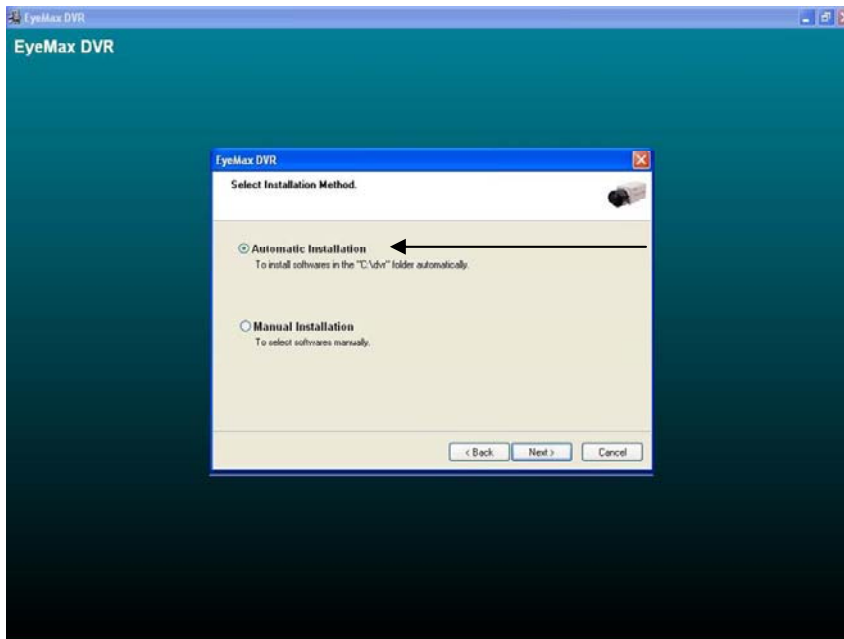 EyeMax DVR
EyeMax DVR
EyeMax DVR
Select Installation Method.
Automatic Installation
To install softwares in the "C:\dvr" folder automatically.
Manual Installation
To select softwares manually.
< Back Next > Cancel